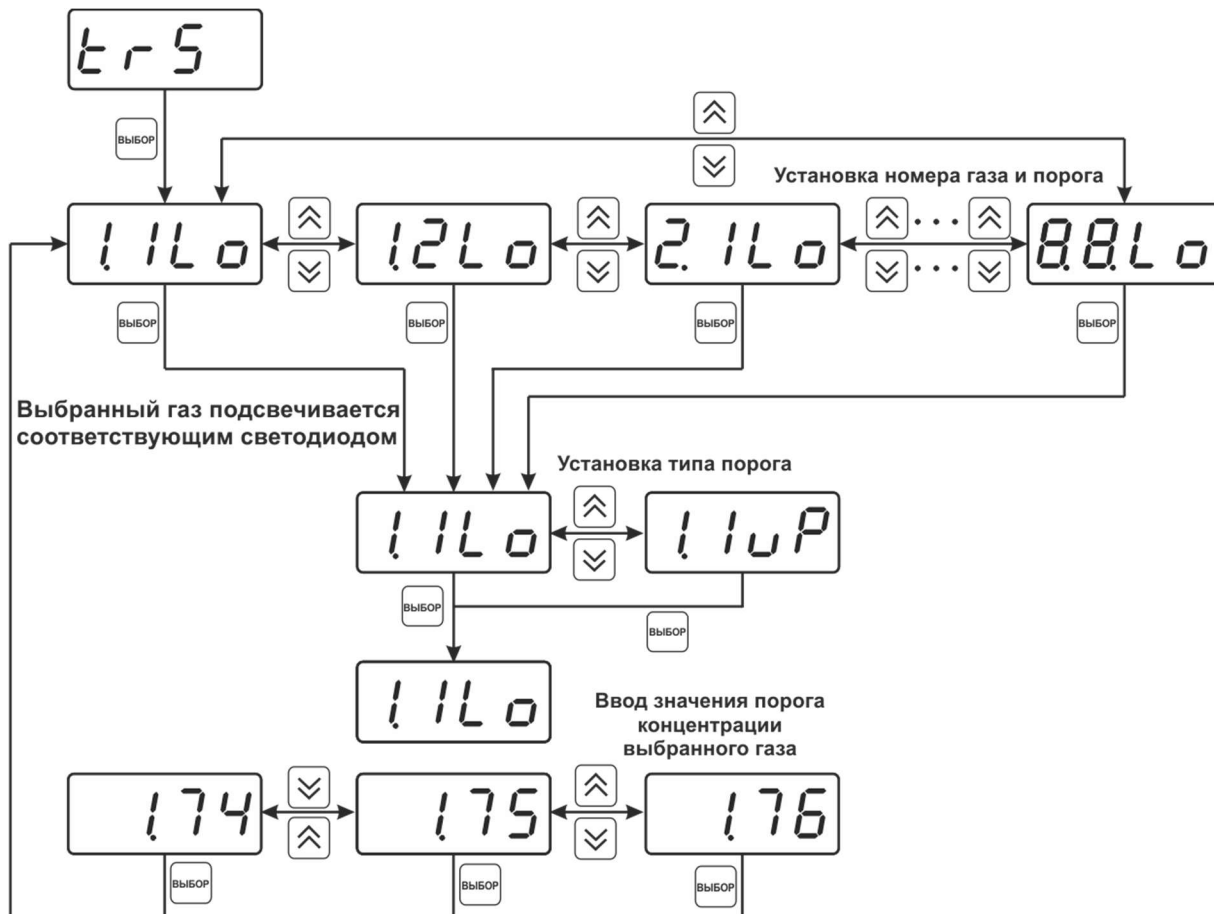 trS
ВЫБОР
Установка номера газа и порога
1.1Lo
1.2Lo
2.1Lo
. . .
. . .
8.8.Lo
ВЫБОР
ВЫБОР
ВЫБОР
ВЫБОР
Выбранный газ подсвечивается
соответствующим светодиодом
Установка типа порога
1.1Lo
1.1uP
ВЫБОР
ВЫБОР
1.1Lo
Ввод значения порога
концентрации
выбранного газа
1.74
1.75
1.76
ВЫБОР
ВЫБОР
ВЫБОР